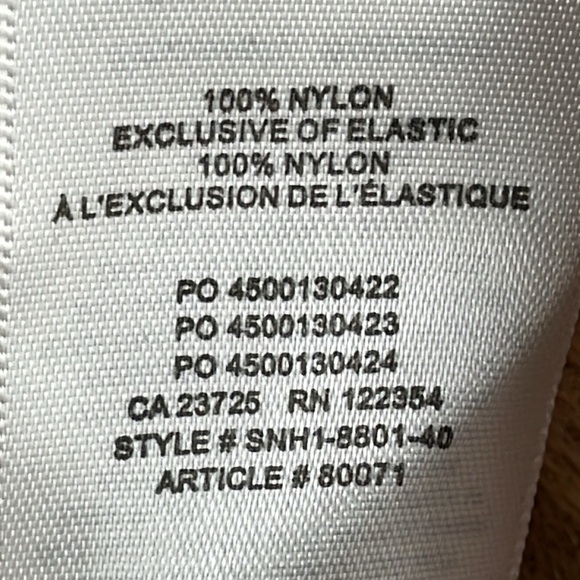 100% NYLON
EXCLUSIVE OF ELASTIC
100% NYLON
À L'EXCLUSION DE L'ÉLASTIQUE
PO 4500130422
PO 4500130423
PO 4500130424
CA 23725 RN 122354
STYLE # SNH1-8801-40
ARTICLE # 80071